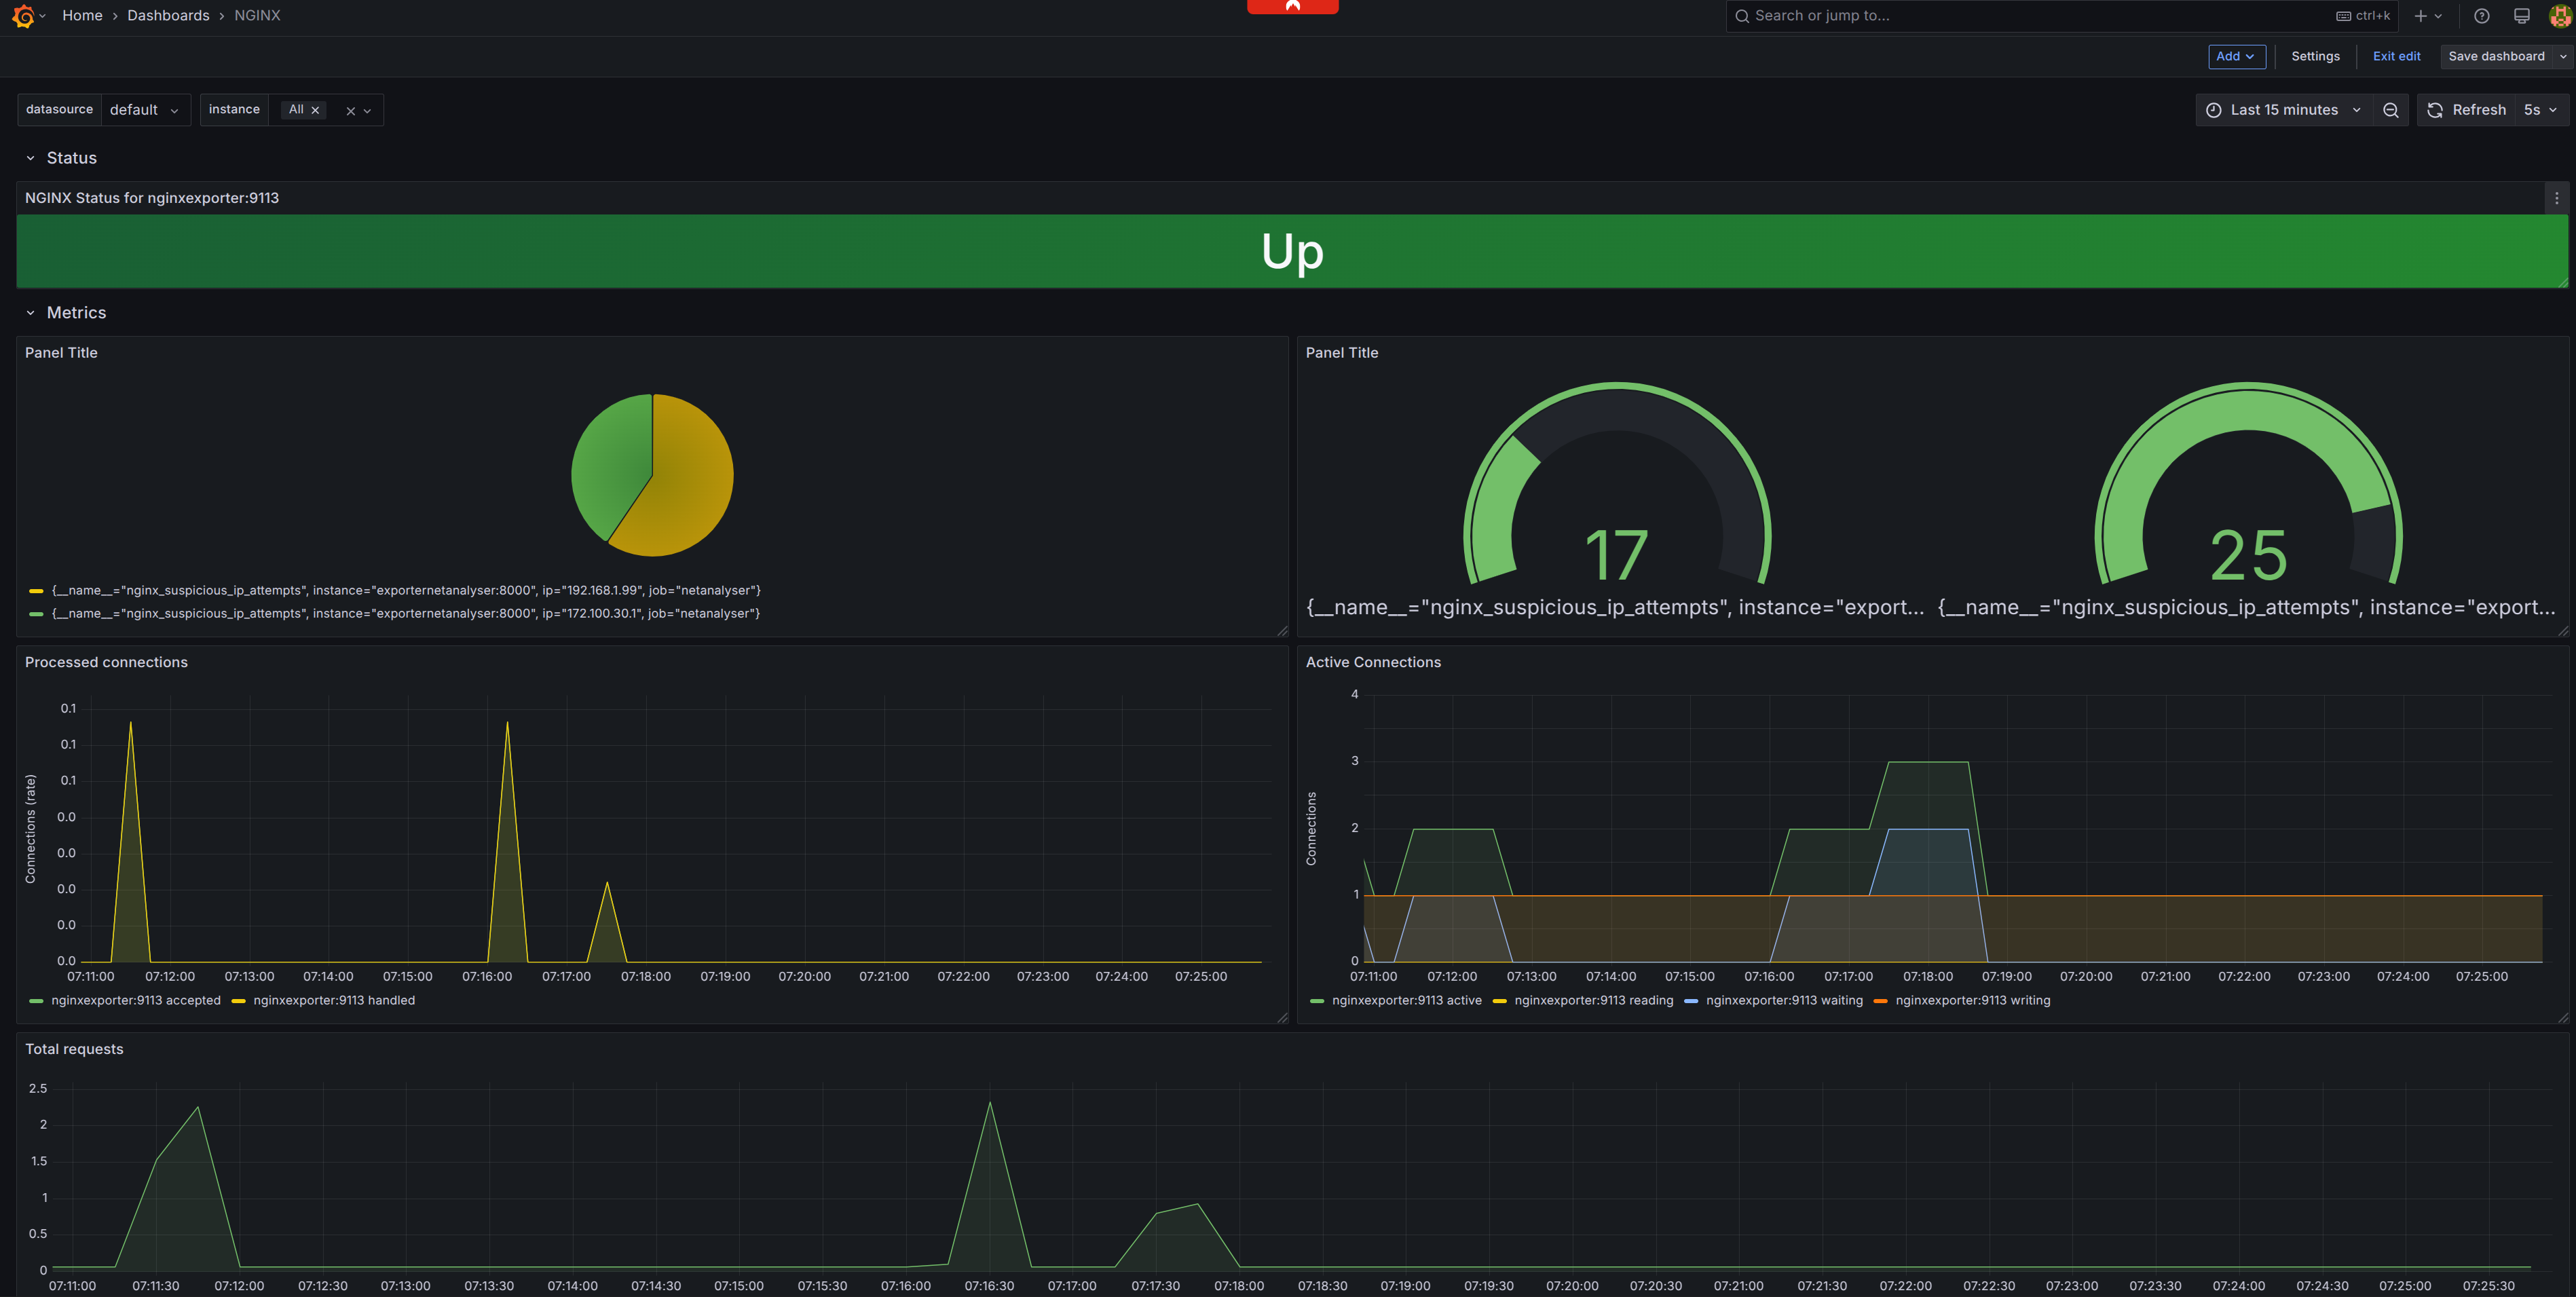 Home › Dashboards › NGINX
Search or jump to... ctrl+k
Add Settings Exit edit Save dashboard
datasource default instance All Last 15 minutes Refresh 5s
Status
NGINX Status for nginxexporter:9113
Up
Metrics
Panel Title
{__name__="nginx_suspicious_ip_attempts", instance="exporternetanalyser:8000", ip="192.168.1.99", job="netanalyser"}
{__name__="nginx_suspicious_ip_attempts", instance="exporternetanalyser:8000", ip="172.100.30.1", job="netanalyser"}
Panel Title
17 25
{__name__="nginx_suspicious_ip_attempts", instance="export... {__name__="nginx_suspicious_ip_attempts", instance="export...
Processed connections
Connections (rate)
0.1
0.1
0.1
0.0
0.0
0.0
0.0
0.0
07:11:00 07:12:00 07:13:00 07:14:00 07:15:00 07:16:00 07:17:00 07:18:00 07:19:00 07:20:00 07:21:00 07:22:00 07:23:00 07:24:00 07:25:00
nginxexporter:9113 accepted nginxexporter:9113 handled
Active Connections
Connections
4
3
2
1
0
07:11:00 07:12:00 07:13:00 07:14:00 07:15:00 07:16:00 07:17:00 07:18:00 07:19:00 07:20:00 07:21:00 07:22:00 07:23:00 07:24:00 07:25:00
nginxexporter:9113 active nginxexporter:9113 reading nginxexporter:9113 waiting nginxexporter:9113 writing
Total requests
2.5
2
1.5
1
0.5
0
07:11:00 07:11:30 07:12:00 07:12:30 07:13:00 07:13:30 07:14:00 07:14:30 07:15:00 07:15:30 07:16:00 07:16:30 07:17:00 07:17:30 07:18:00 07:18:30 07:19:00 07:19:30 07:20:00 07:20:30 07:21:00 07:21:30 07:22:00 07:22:30 07:23:00 07:23:30 07:24:00 07:24:30 07:25:00 07:25:30